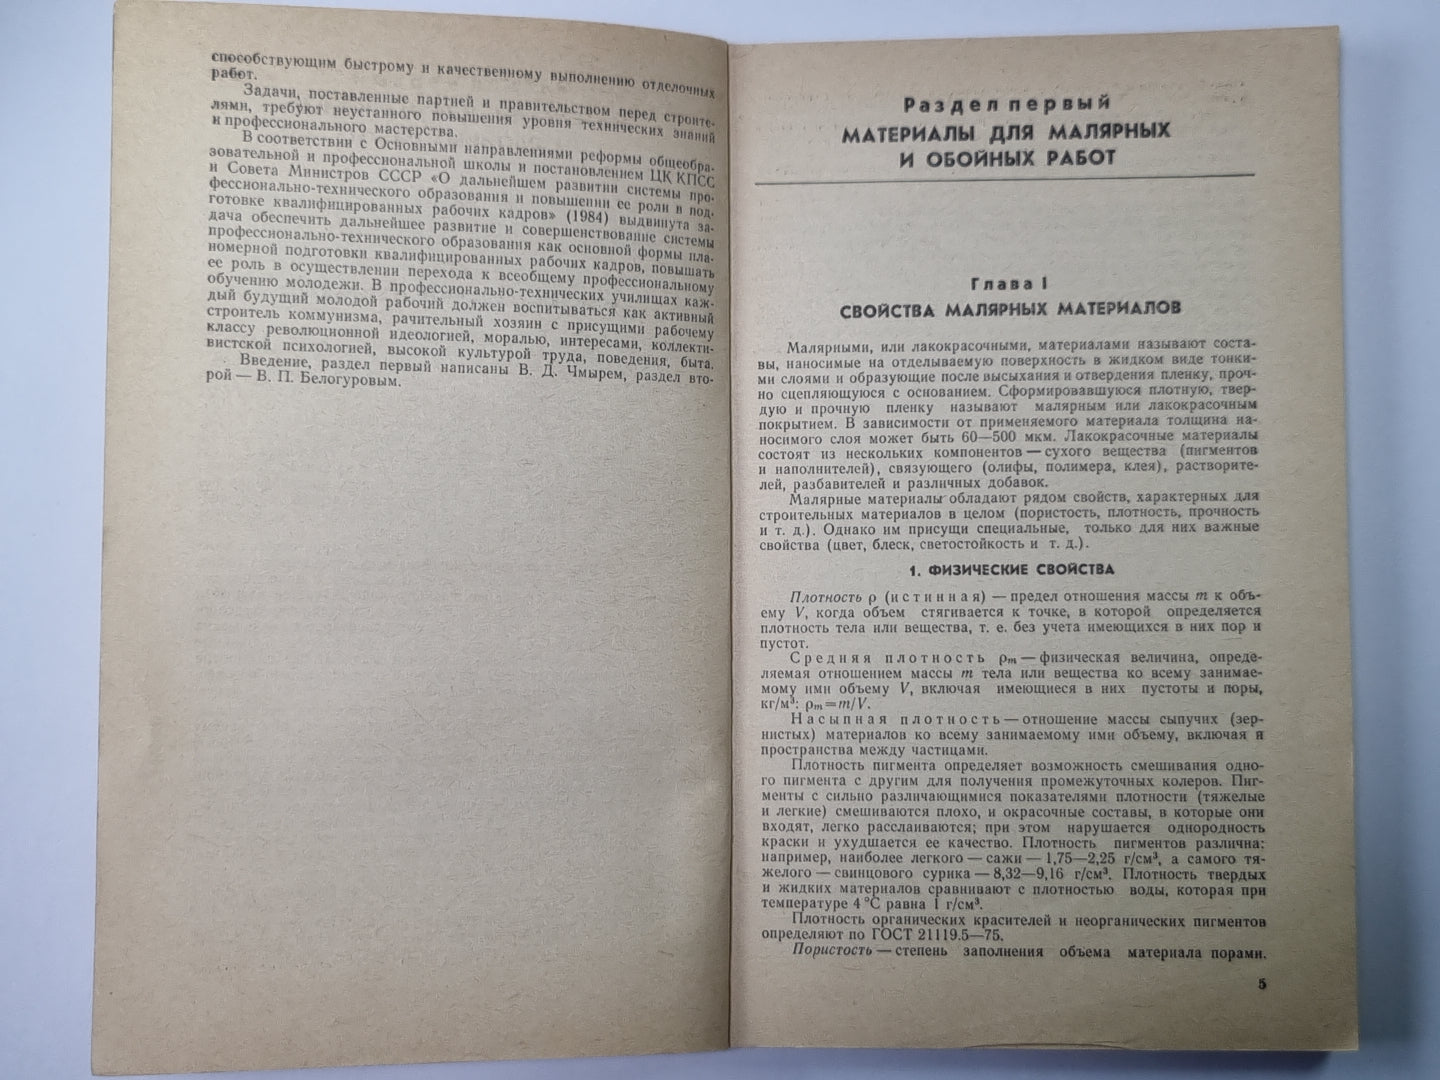 способствующим быстрому и качественному выполнению отделочных
работ.
Задачи, поставленные партией и правительством перед строите-
лями, требуют неустанного повышения уровня технических знаний
и профессионального мастерства.
В соответствии с Основными направлениями реформы общеобра-
зовательной и профессиональной школы и постановлением ЦК КПСС
и Совета Министров СССР «О дальнейшем развитии системы про-
фессионально-технического образования и повышении ее роли в под-
готовке квалифицированных рабочих кадров» (1984) выдвинута за-
дача обеспечить дальнейшее развитие и совершенствование системы
профессионально-технического образования как основной формы пла-
номерной подготовки квалифицированных рабочих кадров, повышать
ее роль в осуществлении перехода к всеобщему профессиональному
обучению молодежи. В профессионально-технических училищах каж-
дый будущий молодой рабочий должен воспитываться как активный
строитель коммунизма, рачительный хозяин с присущими рабочему
классу революционной идеологией, моралью, интересами, коллекти-
вистской психологией, высокой культурой труда, поведения, быта.
Введение, раздел первый написаны В. Д. Чмырем, раздел вто-
рой — В. П. Белогуровым.
Раздел первый
МАТЕРИАЛЫ ДЛЯ МАЛЯРНЫХ
И ОБОЙНЫХ РАБОТ
Глава I
СВОЙСТВА МАЛЯРНЫХ МАТЕРИАЛОВ
Малярными, или лакокрасочными, материалами называют соста-
вы, наносимые на отделываемую поверхность в жидком виде тонки-
ми слоями и образующие после высыхания и отвердения пленку, проч-
но сцепляющуюся с основанием. Сформировавшуюся плотную, твер-
дую и прочную пленку называют малярным или лакокрасочным
покрытием. В зависимости от применяемого материала толщина на-
носимого слоя может быть 60—500 мкм. Лакокрасочные материалы
состоят из нескольких компонентов — сухого вещества (пигментов
и наполнителей), связующего (олифы, полимера, клея), растворите-
лей, разбавителей и различных добавок.
Малярные материалы обладают рядом свойств, характерных для
строительных материалов в целом (пористость, плотность, прочность
и т. д.). Однако им присущи специальные, только для них важные
свойства (цвет, блеск, светостойкость и т. д.).
1. ФИЗИЧЕСКИЕ СВОЙСТВА
Плотность ρ (истинная) — предел отношения массы m к объ-
ему V, когда объем стягивается к точке, в которой определяется
плотность тела или вещества, т. е. без учета имеющихся в них пор и
пустот.
Средняя плотность ρm — физическая величина, опреде-
ляемая отношением массы m тела или вещества ко всему занимае-
мому ими объему V, включая имеющиеся в них пустоты и поры,
кг/м³: ρm = m/V.
Насыпная плотность — отношение массы сыпучих (зер-
нистых) материалов ко всему занимаемому ими объему, включая и
пространства между частицами.
Плотность пигмента определяет возможность смешивания одно-
го пигмента с другим для получения промежуточных колеров. Пиг-
менты с сильно различающимися показателями плотности (тяжелые
и легкие) смешиваются плохо, и окрасочные составы, в которые они
входят, легко расслаиваются; при этом нарушается однородность
краски и ухудшается ее качество. Плотность пигментов различна:
например, наиболее легкого — сажи — 1,75—2,25 г/см³, а самого тя-
желого — свинцового сурика — 8,32—9,16 г/см³. Плотность твердых
и жидких материалов сравнивают с плотностью воды, которая при
температуре 4 °С равна 1 г/см³.
Плотность органических красителей и неорганических пигментов
определяют по ГОСТ 21119.5—75.
Пористость — степень заполнения объема материала порами.
5